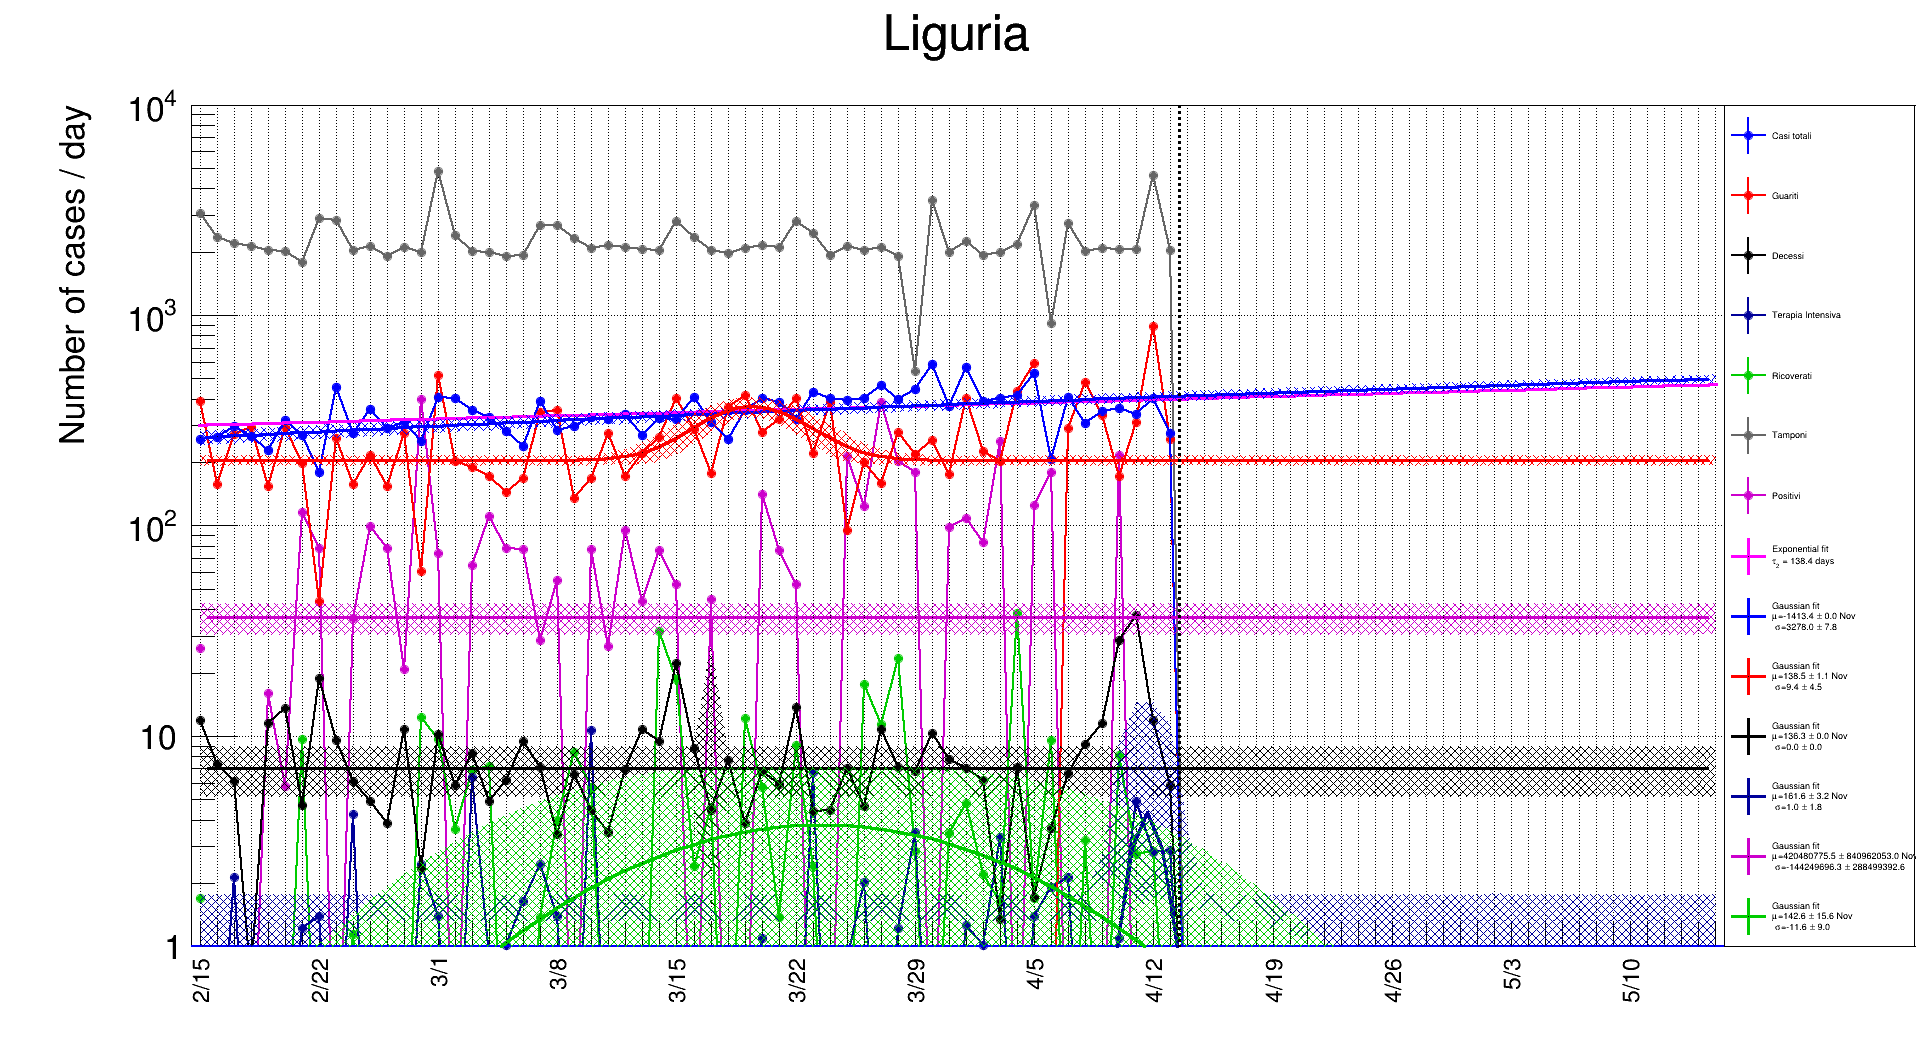 Liguria
Number of cases / day
10^4
10^3
10^2
10
1
2/15
2/22
3/1
3/8
3/15
3/22
3/29
4/5
4/12
4/19
4/26
5/3
5/10
Casi totali
Guariti
Decessi
Terapia Intensiva
Ricoverati
Tamponi
Positivi
Exponential fit
τ_2 = 138.4 days
Gaussian fit
μ=-1413.4 ± 0.0 Nov
σ=3278.0 ± 7.8
Gaussian fit
μ=138.5 ± 1.1 Nov
σ=9.4 ± 4.5
Gaussian fit
μ=136.3 ± 0.0 Nov
σ=0.0 ± 0.0
Gaussian fit
μ=161.6 ± 3.2 Nov
σ=1.0 ± 1.8
Gaussian fit
μ=420480775.5 ± 840962053.0 Nov
σ=-144249696.3 ± 288499392.6
Gaussian fit
μ=142.6 ± 15.6 Nov
σ=-11.6 ± 9.0